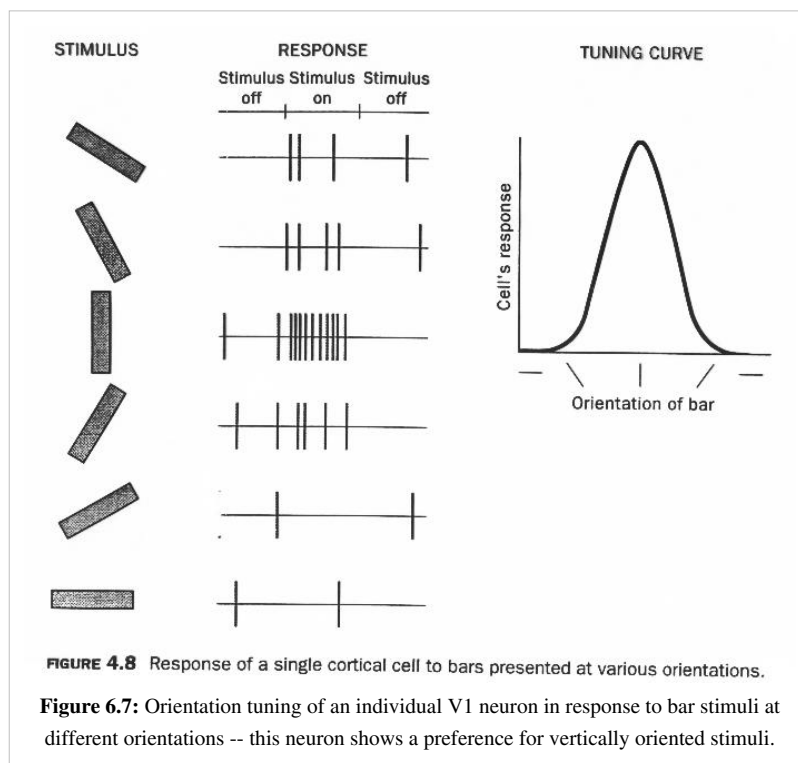 STIMULUS
RESPONSE
TUNING CURVE
Stimulus Stimulus Stimulus
off on off
Cell's response
Orientation of bar
FIGURE 4.8 Response of a single cortical cell to bars presented at various orientations.
Figure 6.7: Orientation tuning of an individual V1 neuron in response to bar stimuli at
different orientations -- this neuron shows a preference for vertically oriented stimuli.